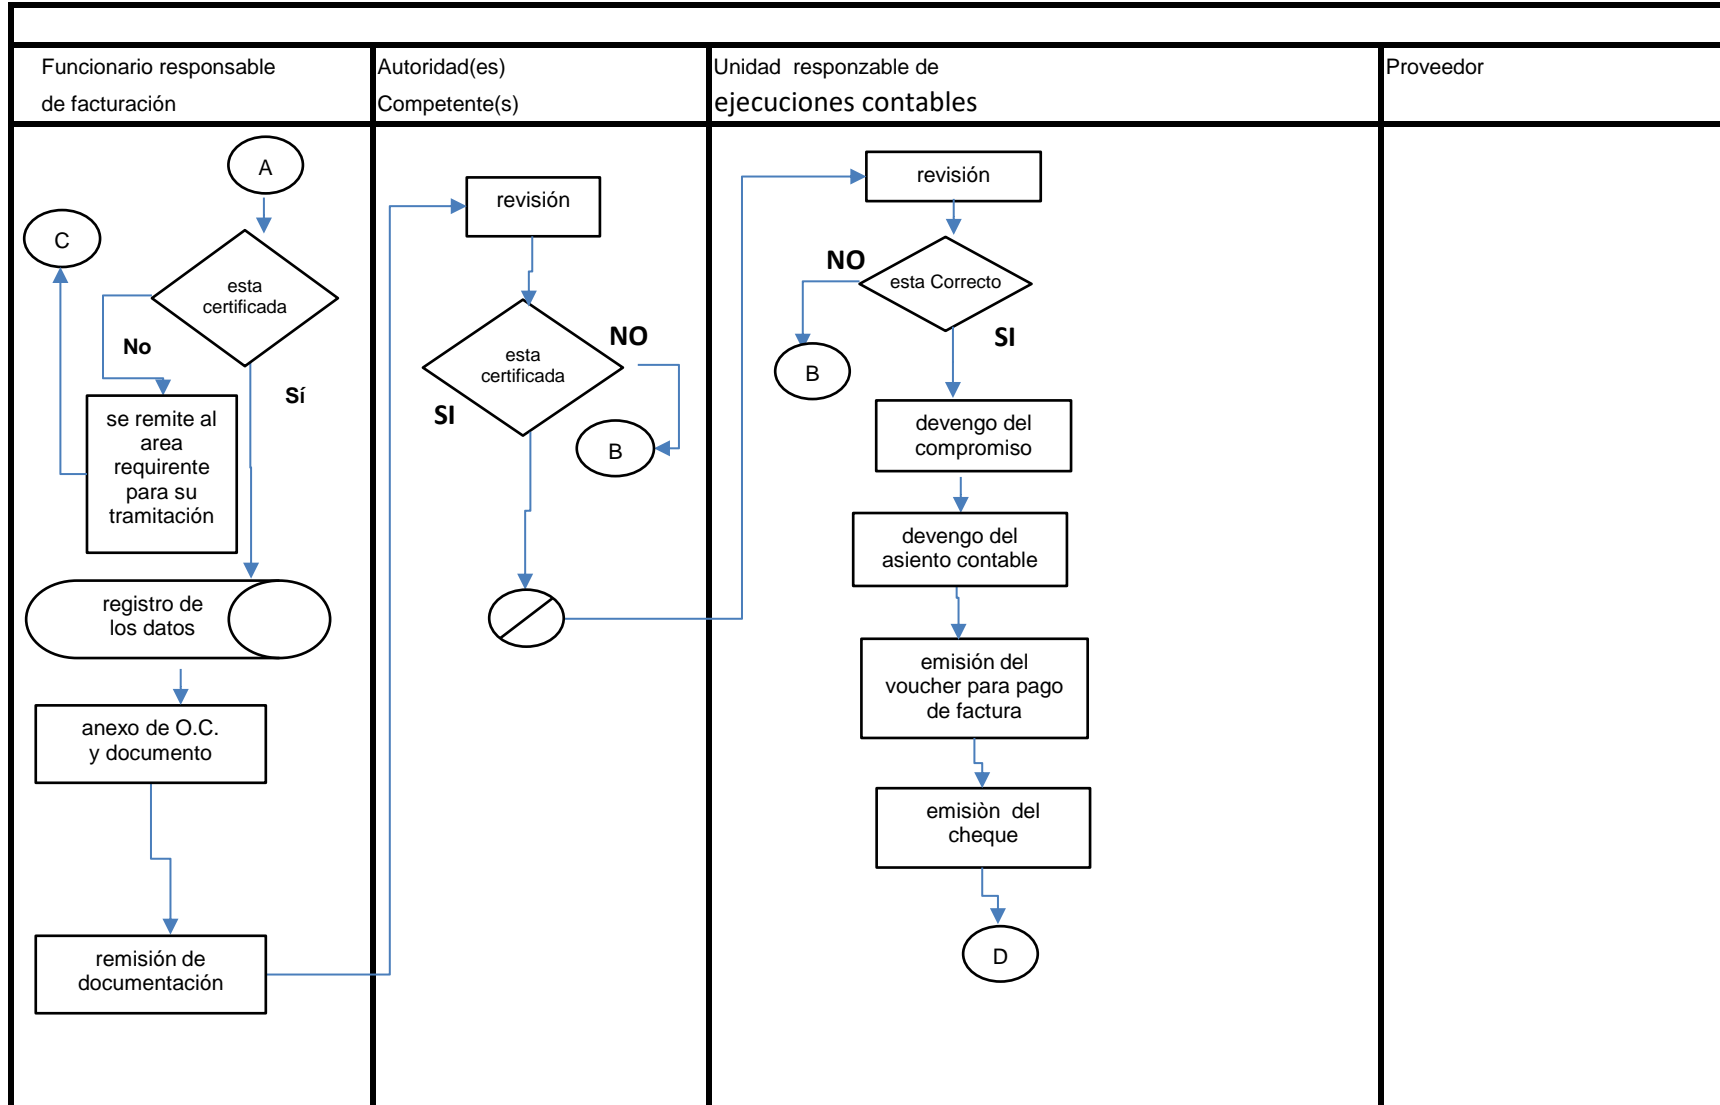 Funcionario responsable
de facturación
Autoridad(es)
Competente(s)
Unidad  responzable de
ejecuciones contables
Proveedor
A
C
esta
certificada
No
Sí
se remite al
area
requirente
para su
tramitación
registro de
los datos
anexo de O.C.
y documento
remisión de
documentación
revisión
esta
certificada
NO
SI
B
revisión
NO
esta Correcto
SI
B
devengo del
compromiso
devengo del
asiento contable
emisión del
voucher para pago
de factura
emisiòn  del
cheque
D